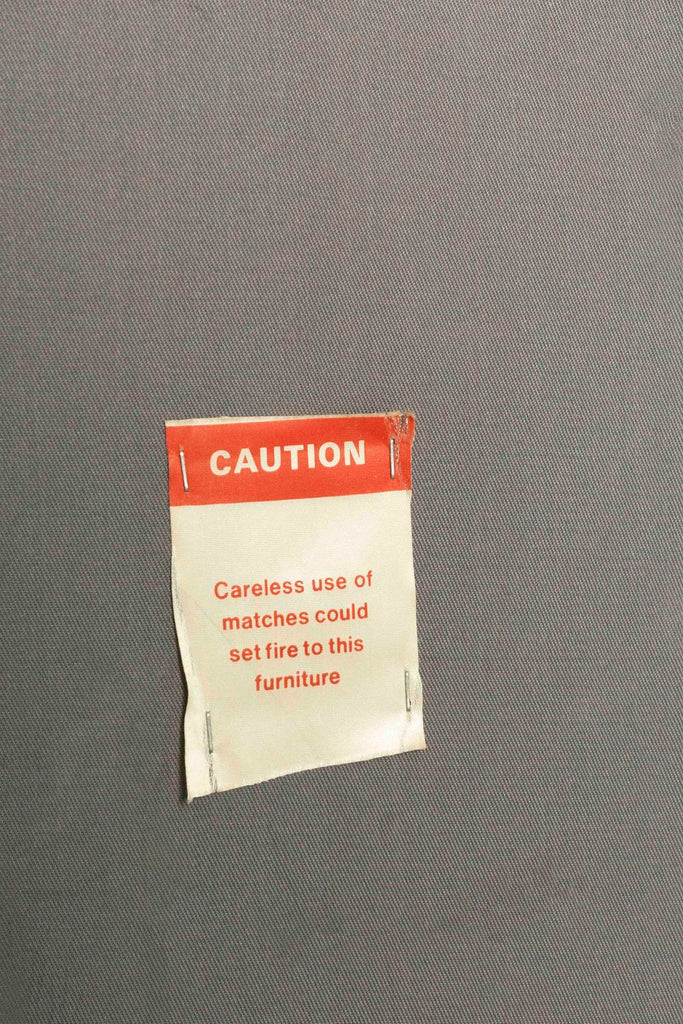 CAUTION
Careless use of
matches could
set fire to this
furniture